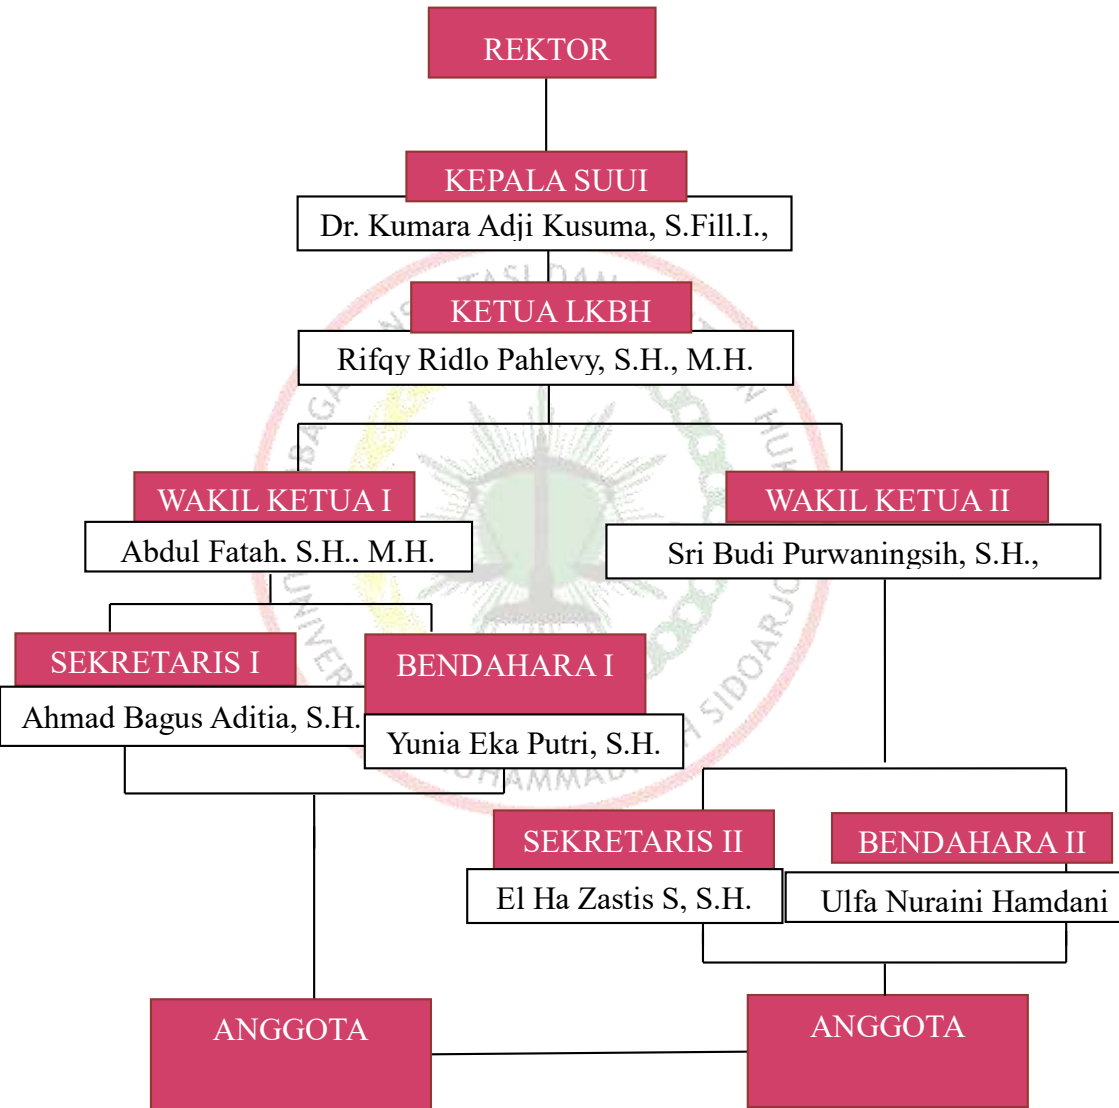 REKTOR
KEPALA SUUI
Dr. Kumara Adji Kusuma, S.Fill.I.,
KETUA LKBH
Rifqy Ridlo Pahlevy, S.H., M.H.
WAKIL KETUA I
Abdul Fatah, S.H., M.H.
WAKIL KETUA II
Sri Budi Purwaningsih, S.H.,
SEKRETARIS I
Ahmad Bagus Aditia, S.H.
BENDAHARA I
Yunia Eka Putri, S.H.
SEKRETARIS II
El Ha Zastis S, S.H.
BENDAHARA II
Ulfa Nuraini Hamdani
ANGGOTA
ANGGOTA
SIDOARJO